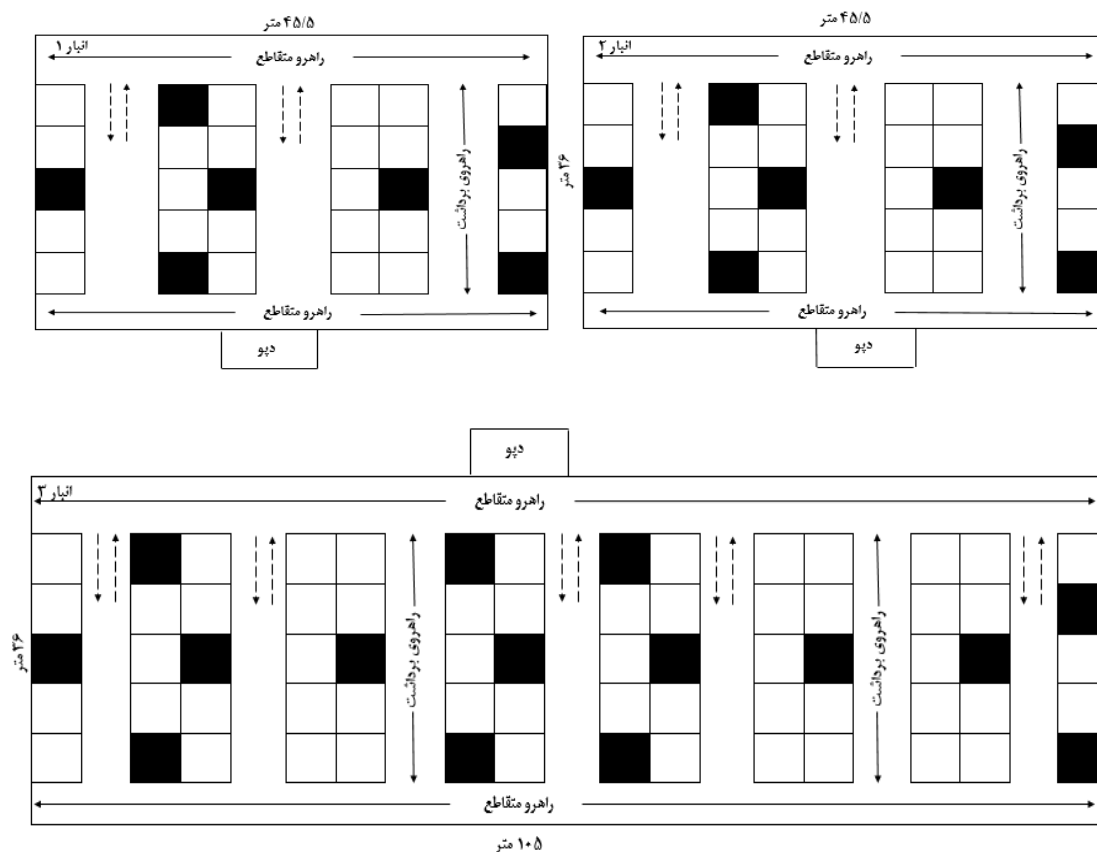 ۴۵/۵ متر
انبار ۱
راهرو متقاطع
راهروی برداشت
راهرو متقاطع
دپو
۴۵/۵ متر
انبار ۲
راهرو متقاطع
۳۶ متر
راهروی برداشت
راهرو متقاطع
دپو
دپو
انبار ۳
راهرو متقاطع
۳۶ متر
راهروی برداشت
راهروی برداشت
راهرو متقاطع
۱۰۵ متر